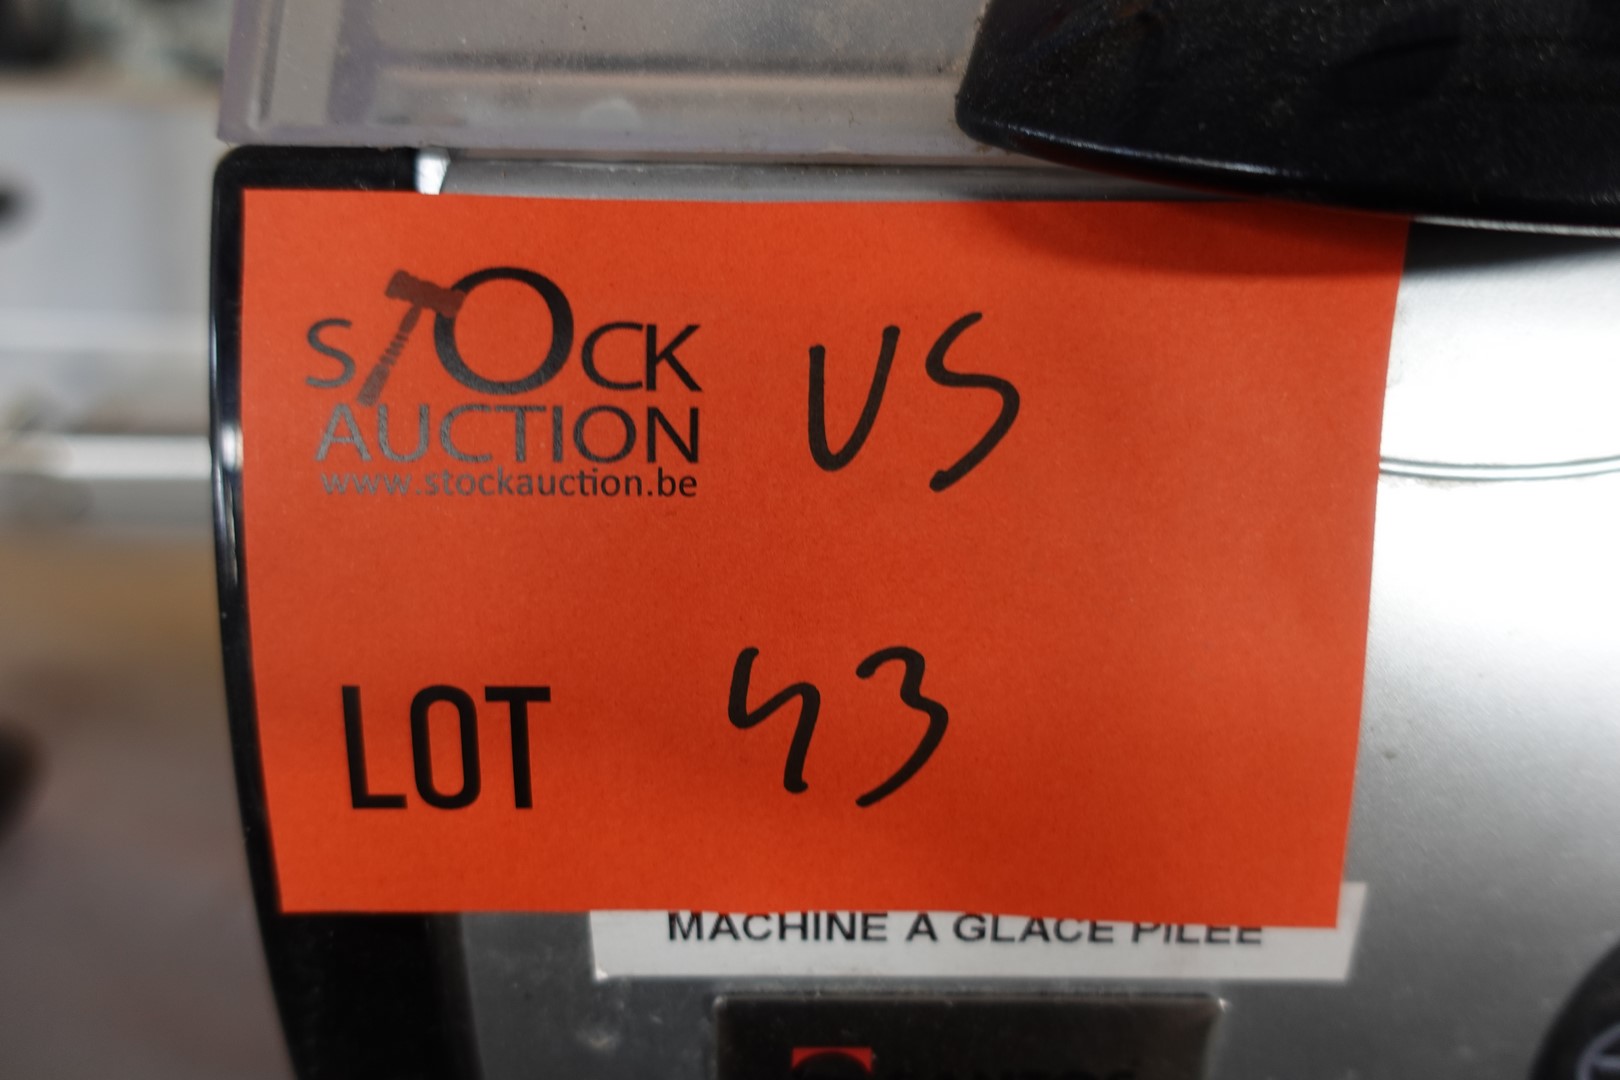 STOCK
AUCTION
www.stockauction.be
VS
LOT 43
MACHINE A GLACE PILEE